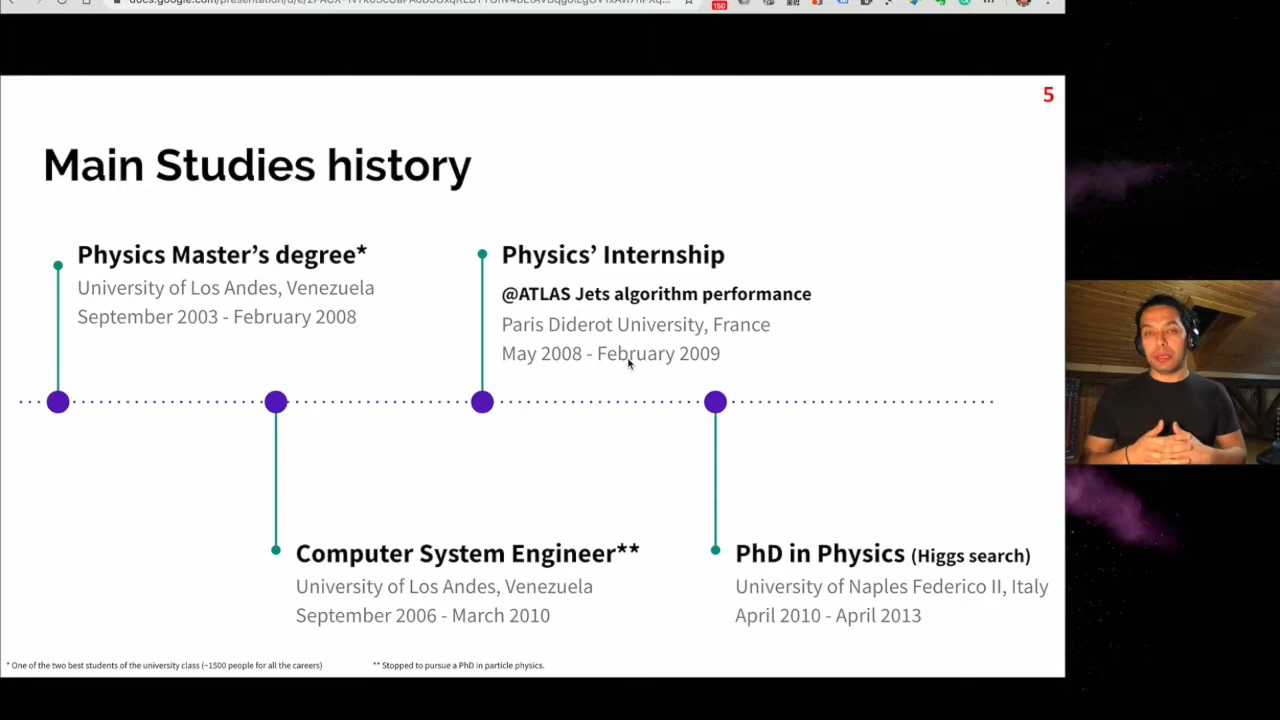 150
5
Main Studies history
Physics Master’s degree*
University of Los Andes, Venezuela
September 2003 - February 2008
Physics’ Internship
@ATLAS Jets algorithm performance
Paris Diderot University, France
May 2008 - February 2009
Computer System Engineer**
University of Los Andes, Venezuela
September 2006 - March 2010
PhD in Physics (Higgs search)
University of Naples Federico II, Italy
April 2010 - April 2013
* One of the two best students of the university class (~1500 people for all the careers)
** Stopped to pursue a PhD in particle physics.